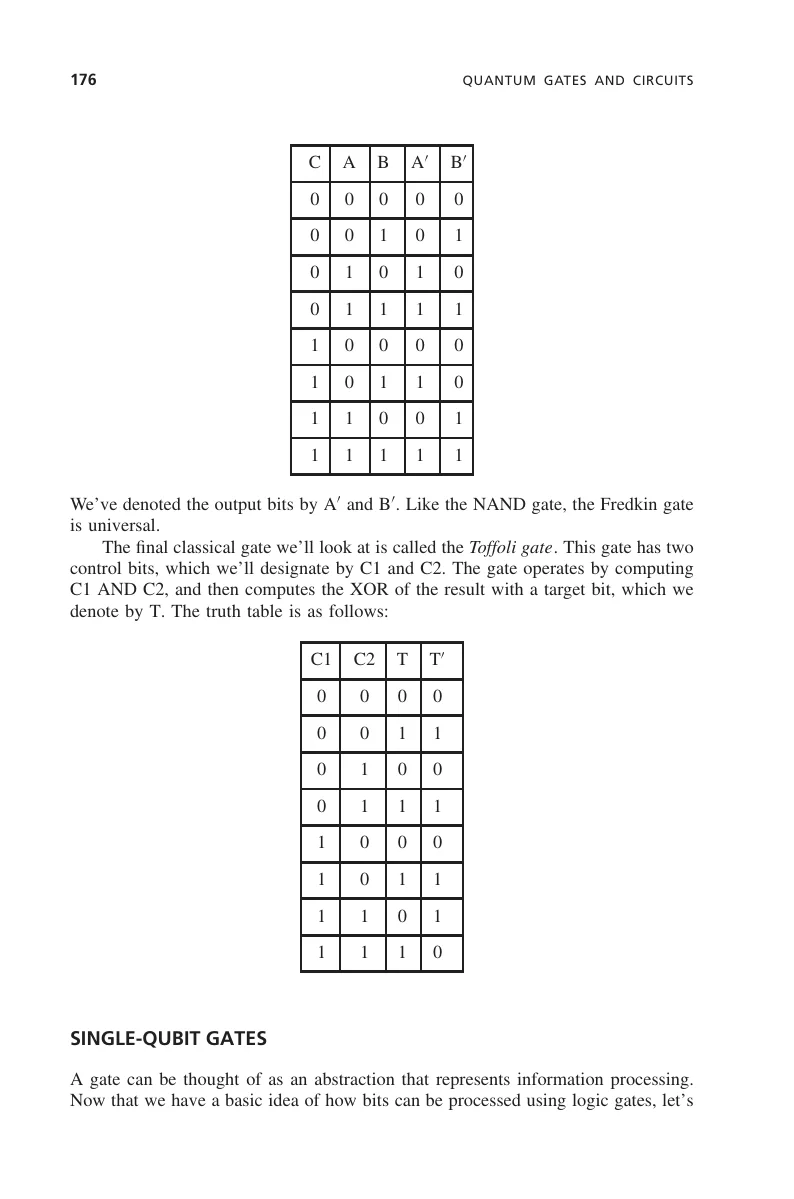 176
QUANTUM GATES AND CIRCUITS
C A B A′ B′
0 0 0 0 0
0 0 1 0 1
0 1 0 1 0
0 1 1 1 1
1 0 0 0 0
1 0 1 1 0
1 1 0 0 1
1 1 1 1 1
We’ve denoted the output bits by A′ and B′. Like the NAND gate, the Fredkin gate
is universal.
The final classical gate we’ll look at is called the Toffoli gate. This gate has two
control bits, which we’ll designate by C1 and C2. The gate operates by computing
C1 AND C2, and then computes the XOR of the result with a target bit, which we
denote by T. The truth table is as follows:
C1 C2 T T′
0 0 0 0
0 0 1 1
0 1 0 0
0 1 1 1
1 0 0 0
1 0 1 1
1 1 0 1
1 1 1 0
SINGLE-QUBIT GATES
A gate can be thought of as an abstraction that represents information processing.
Now that we have a basic idea of how bits can be processed using logic gates, let’s